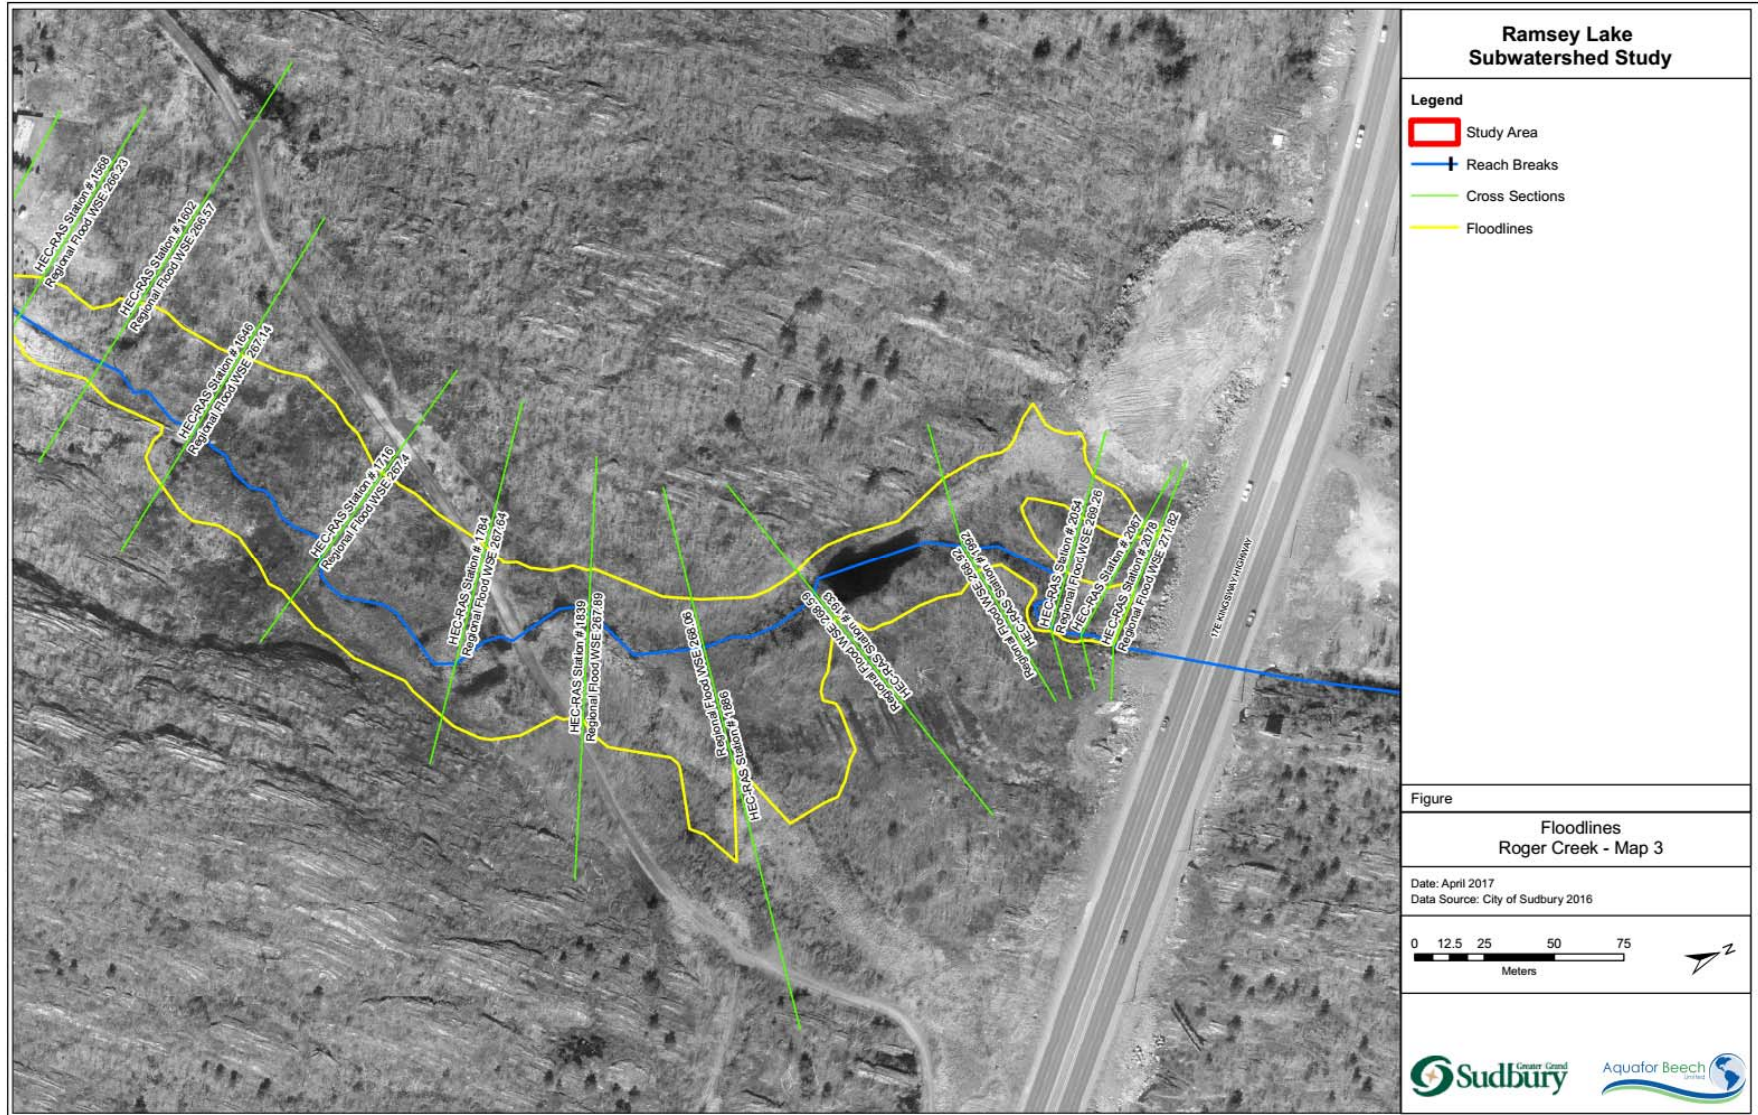 HEC-RAS Station # 1568
Regional Flood WSE 266.23
HEC-RAS Station # 1602
Regional Flood WSE 266.57
HEC-RAS Station # 1646
Regional Flood WSE 267.14
HEC-RAS Station # 1716
Regional Flood WSE 267.4
HEC-RAS Station # 1784
Regional Flood WSE 267.64
HEC-RAS Station # 1839
Regional Flood WSE 267.89
Regional Flood WSE 268.06
HEC-RAS Station # 1886
Regional Flood WSE 268.59
HEC-RAS Station # 1933
Regional Flood WSE 268.92
HEC-RAS Station # 1992
HEC-RAS Station # 2054
Regional Flood WSE 269.26
HEC-RAS Station # 2067
HEC-RAS Station # 2078
Regional Flood WSE 271.82
17E KINGSWAY HIGHWAY
Ramsey Lake
Subwatershed Study
Legend
Study Area
Reach Breaks
Cross Sections
Floodlines
Figure
Floodlines
Roger Creek - Map 3
Date: April 2017
Data Source: City of Sudbury 2016
0 12.5 25 50 75
Meters
N
Greater Grand
Sudbury
Aquafor Beech
Limited